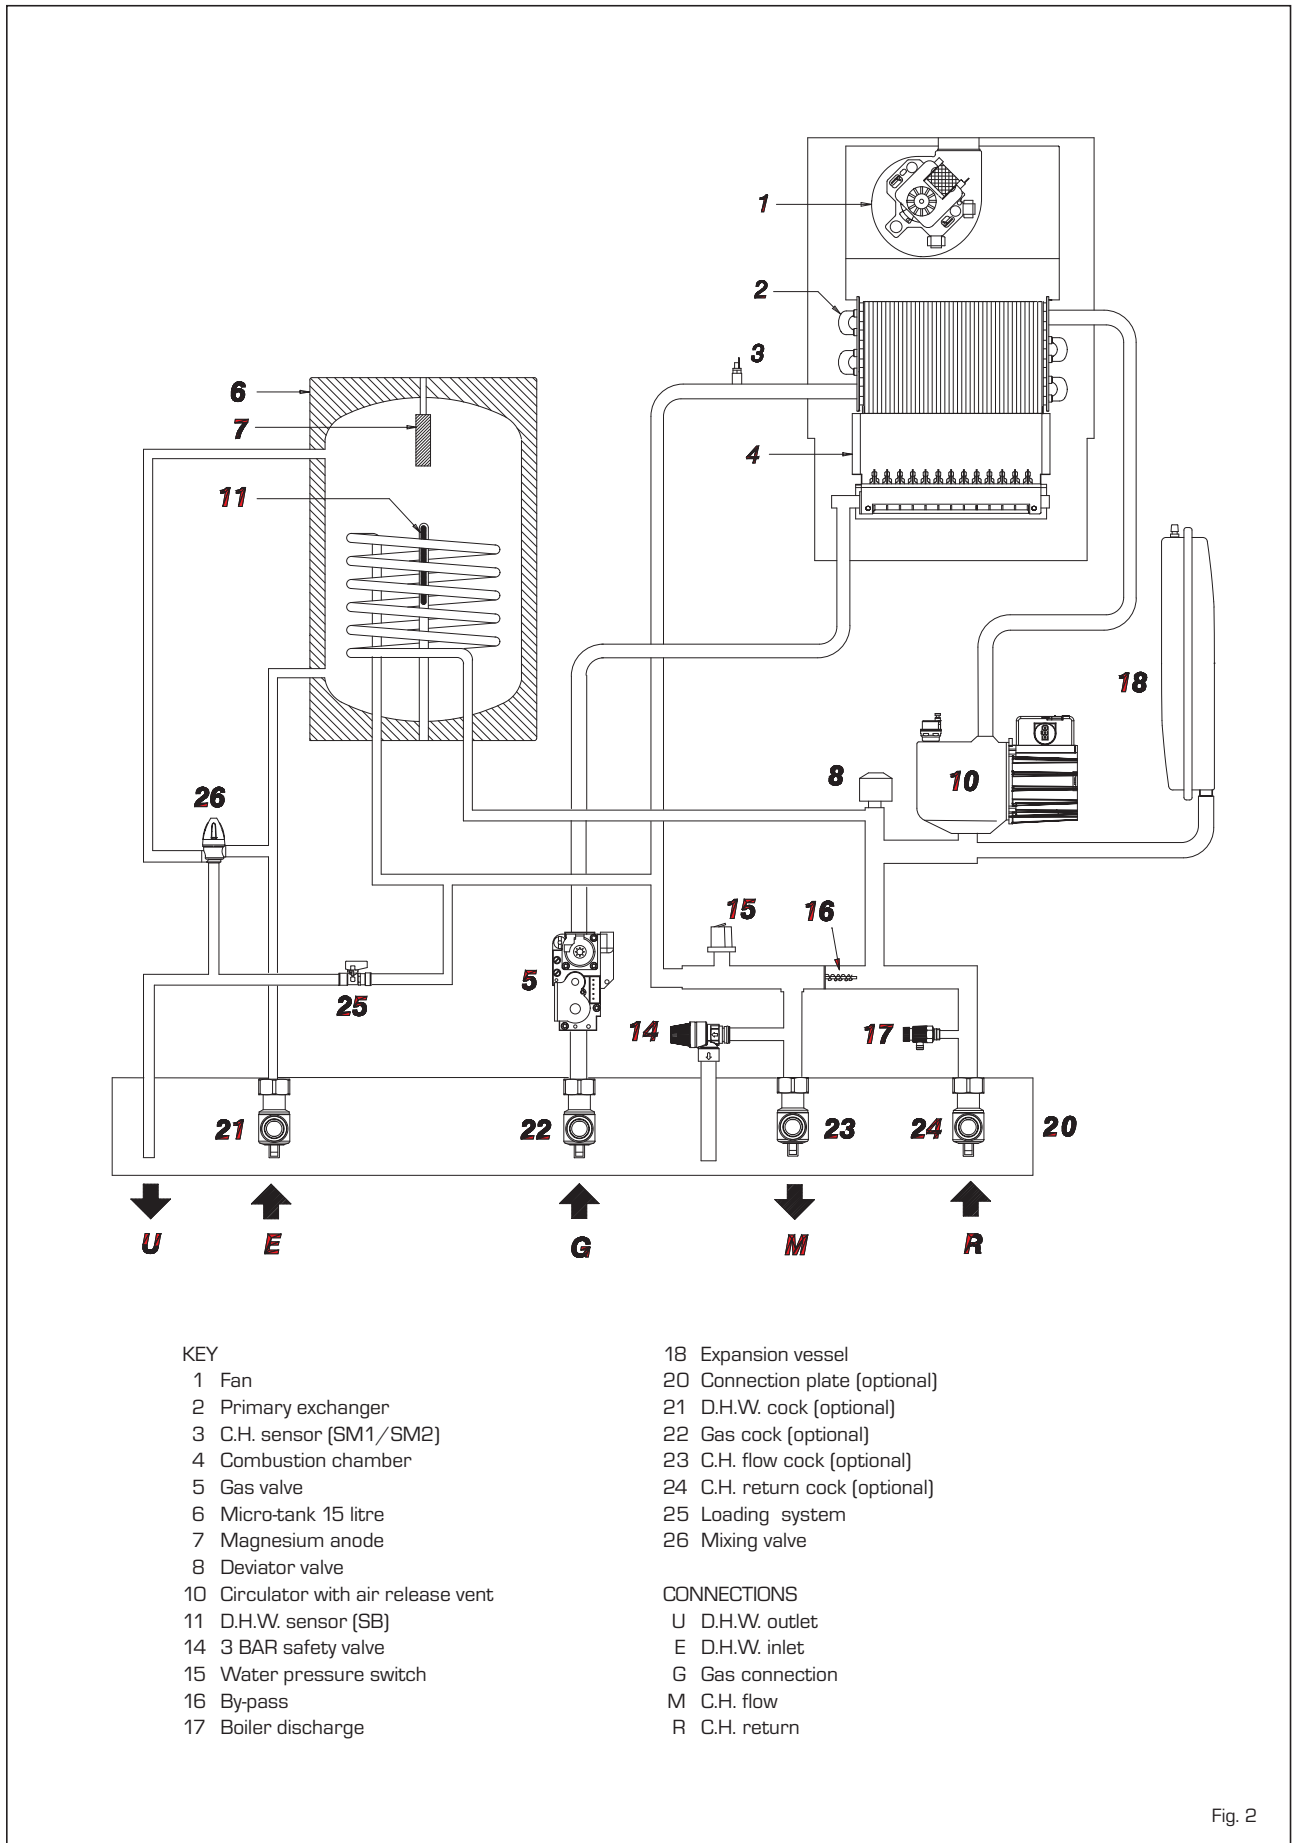 1
2
3
6
7
4
11
18
8
10
26
15
16
5
25
14
17
21
22
23
24
20
U
E
G
M
R
KEY
1 Fan
2 Primary exchanger
3 C.H. sensor (SM1/SM2)
4 Combustion chamber
5 Gas valve
6 Micro-tank 15 litre
7 Magnesium anode
8 Deviator valve
10 Circulator with air release vent
11 D.H.W. sensor (SB)
14 3 BAR safety valve
15 Water pressure switch
16 By-pass
17 Boiler discharge
18 Expansion vessel
20 Connection plate (optional)
21 D.H.W. cock (optional)
22 Gas cock (optional)
23 C.H. flow cock (optional)
24 C.H. return cock (optional)
25 Loading system
26 Mixing valve
CONNECTIONS
U D.H.W. outlet
E D.H.W. inlet
G Gas connection
M C.H. flow
R C.H. return
Fig. 2